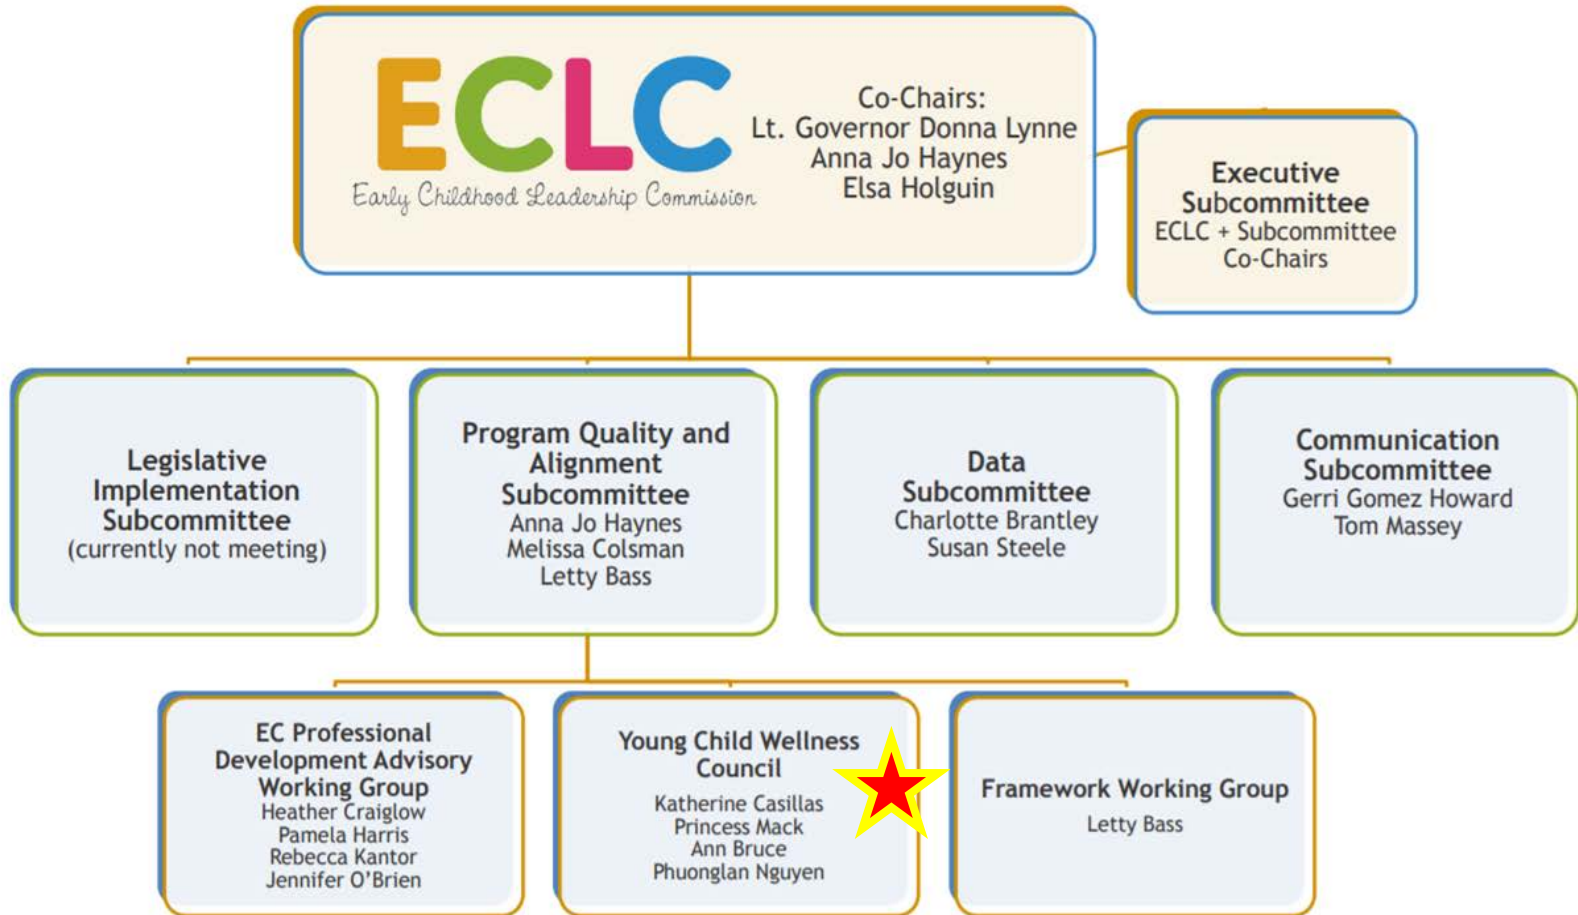 ECLC
Early Childhood Leadership Commission
Co-Chairs:
Lt. Governor Donna Lynne
Anna Jo Haynes
Elsa Holguin
Executive
Subcommittee
ECLC + Subcommittee
Co-Chairs
Legislative
Implementation
Subcommittee
(currently not meeting)
Program Quality and
Alignment
Subcommittee
Anna Jo Haynes
Melissa Colsman
Letty Bass
Data
Subcommittee
Charlotte Brantley
Susan Steele
Communication
Subcommittee
Gerri Gomez Howard
Tom Massey
EC Professional
Development Advisory
Working Group
Heather Craiglow
Pamela Harris
Rebecca Kantor
Jennifer O'Brien
Young Child Wellness
Council
Katherine Casillas
Princess Mack
Ann Bruce
Phuonglan Nguyen
Framework Working Group
Letty Bass